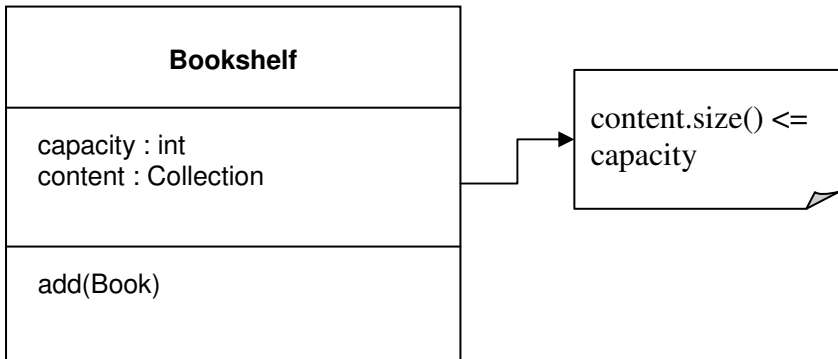 Bookshelf
capacity : int
content : Collection
add(Book)
content.size() <=
capacity